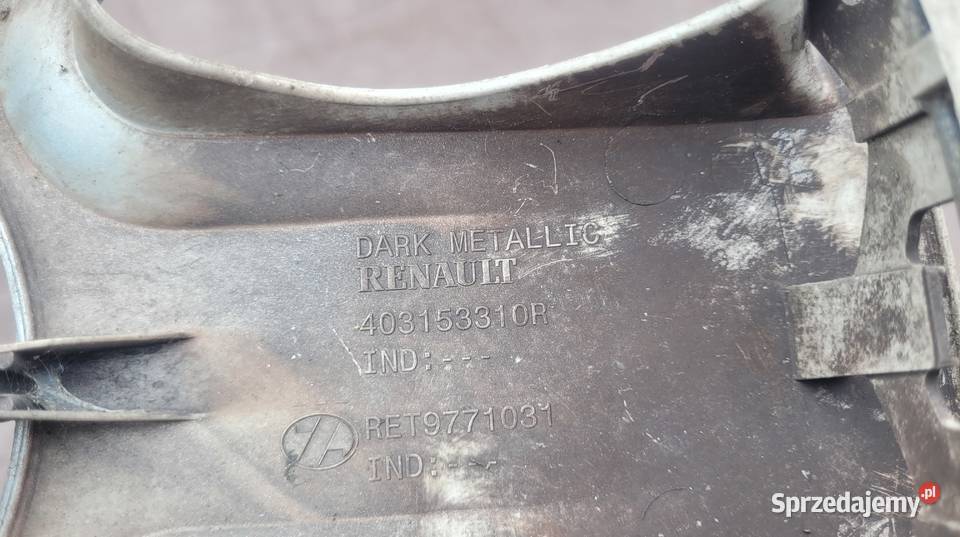 DARK METALLIC
RENAULT
403153310R
IND:---
RET9771031
IND:---
Sprzedajemy.pl